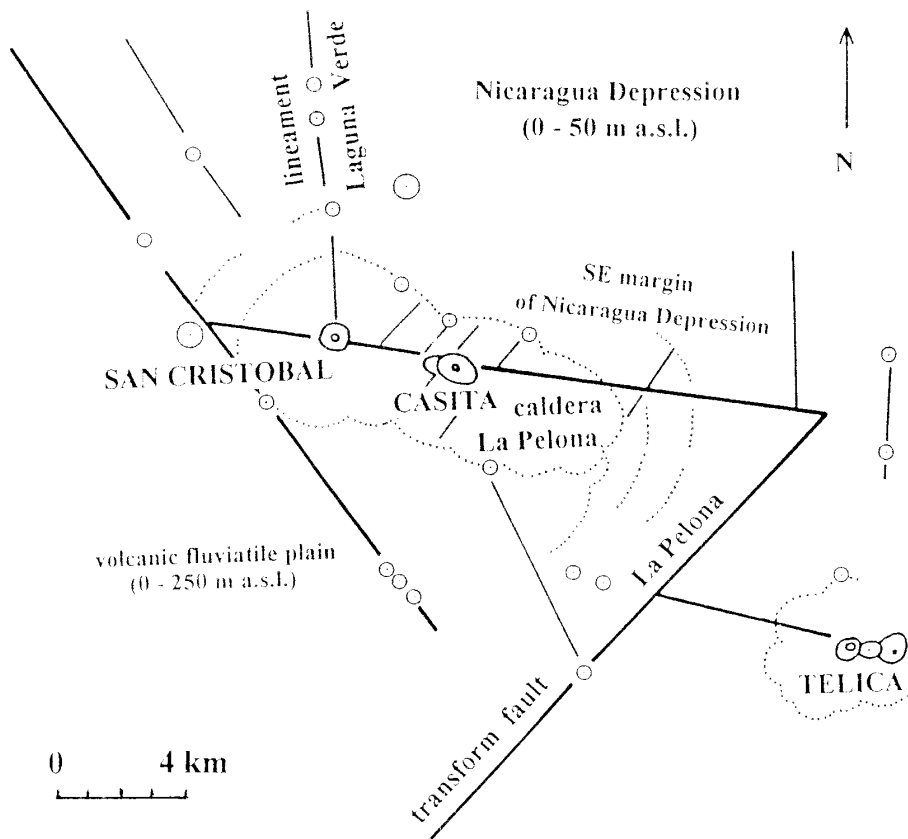 lineament
Laguna Verde
Nicaragua Depression
(0 - 50 m a.s.l.)
N
SE margin
of Nicaragua Depression
SAN CRISTOBAL
CASITA
caldera
La Pelona
volcanic fluviatile plain
(0 - 250 m a.s.l.)
La Pelona
transform fault
TELICA
0 4 km